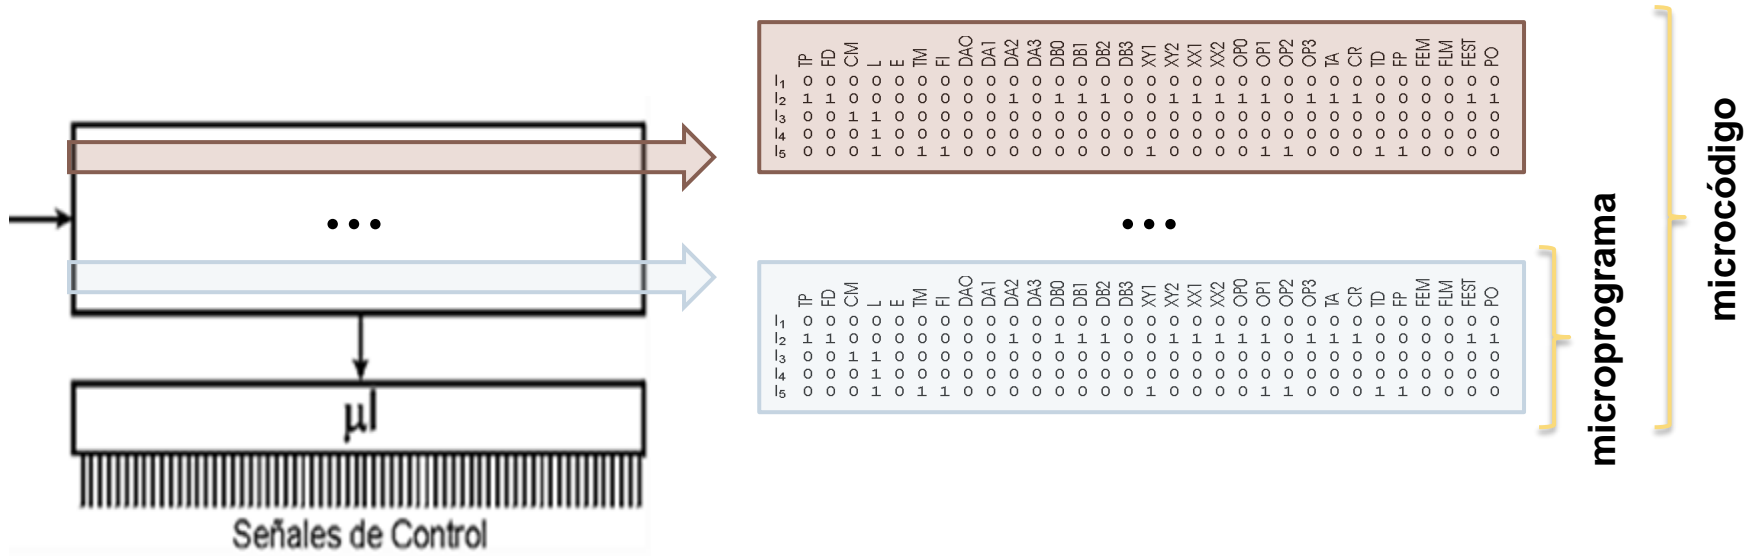 TP FD CM L E TM FI DAO DA1 DA2 DA3 DB0 DB1 DB2 DB3 XY1 XY2 XX1 XX2 OP0 OP1 OP2 OP3 TA CR TD FP FEM FLM FEST PO
I₁ 0 0 0 0 0 0 0 0 0 0 0 0 0 0 0 0 0 0 0 0 0 0 0 0 0 0 0 0 0 0 0
I₂ 1 1 0 0 0 0 0 0 0 1 0 1 1 1 0 0 1 1 1 1 1 0 1 1 1 0 0 0 0 1 1
I₃ 0 0 1 1 0 0 0 0 0 0 0 0 0 0 0 0 0 0 0 0 0 0 0 0 0 0 0 0 0 0 0
I₄ 0 0 0 1 0 0 0 0 0 0 0 0 0 0 0 0 0 0 0 0 0 0 0 0 0 0 0 0 0 0 0
I₅ 0 0 0 1 0 1 1 0 0 0 0 0 0 0 0 1 0 0 0 0 1 1 0 0 0 1 1 0 0 0 0
...
...
TP FD CM L E TM FI DAO DA1 DA2 DA3 DB0 DB1 DB2 DB3 XY1 XY2 XX1 XX2 OP0 OP1 OP2 OP3 TA CR TD FP FEM FLM FEST PO
I₁ 0 0 0 0 0 0 0 0 0 0 0 0 0 0 0 0 0 0 0 0 0 0 0 0 0 0 0 0 0 0 0
I₂ 1 1 0 0 0 0 0 0 0 1 0 1 1 1 0 0 1 1 1 1 1 0 1 1 1 0 0 0 0 1 1
I₃ 0 0 1 1 0 0 0 0 0 0 0 0 0 0 0 0 0 0 0 0 0 0 0 0 0 0 0 0 0 0 0
I₄ 0 0 0 1 0 0 0 0 0 0 0 0 0 0 0 0 0 0 0 0 0 0 0 0 0 0 0 0 0 0 0
I₅ 0 0 0 1 0 1 1 0 0 0 0 0 0 0 0 1 0 0 0 0 1 1 0 0 0 1 1 0 0 0 0
microprograma
microcódigo
μI
Señales de Control